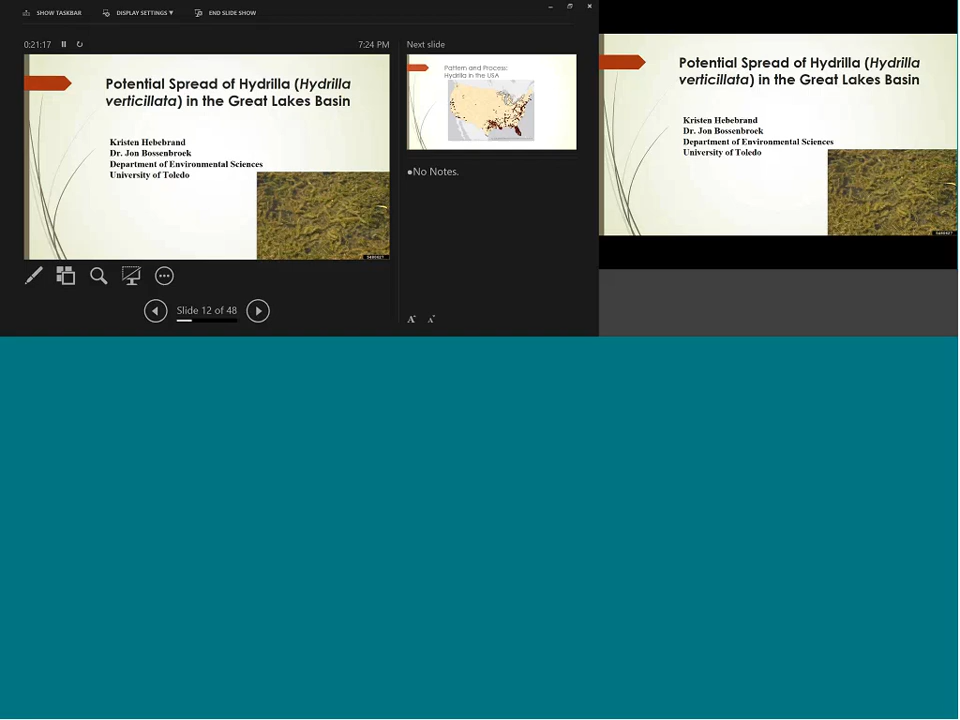 SHOW TASKBAR
DISPLAY SETTINGS ▼
END SLIDE SHOW
0:21:17
7:24 PM
Potential Spread of Hydrilla (Hydrilla
verticillata) in the Great Lakes Basin
Kristen Hebebrand
Dr. Jon Bossenbroek
Department of Environmental Sciences
University of Toledo
Slide 12 of 48
Next slide
Pattern and Process:
Hydrilla in the USA
●No Notes.
A
A
Potential Spread of Hydrilla (Hydrilla
verticillata) in the Great Lakes Basin
Kristen Hebebrand
Dr. Jon Bossenbroek
Department of Environmental Sciences
University of Toledo